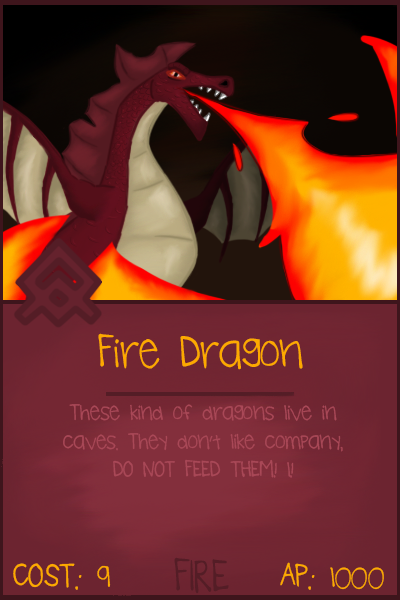 Fire Dragon
These kind of dragons live in
caves. They don't like company,
DO NOT FEED THEM! !!
COST: 9 FIRE AP: 1000